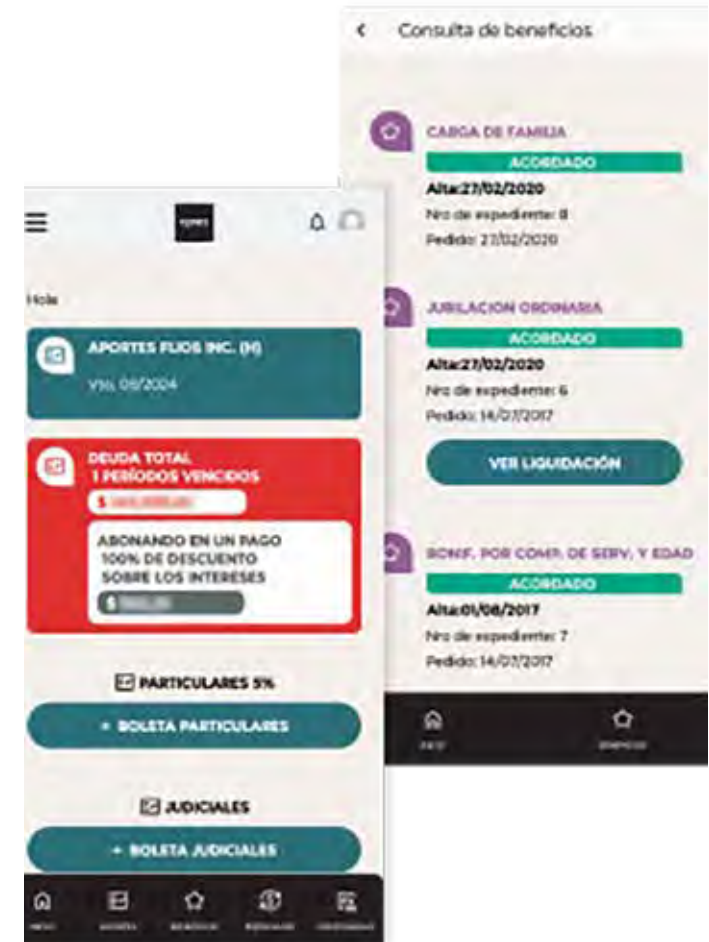 Consulta de beneficios
CARGA DE FAMILIA
ACORDADO
Alta:27/02/2020
Nro de expediente: 8
Pedido: 27/02/2020
JUBILACION ORDINARIA
ACORDADO
Alta:27/02/2020
Nro de expediente: 6
Pedido: 14/07/2017
VER LIQUIDACIÓN
BONIF. POR COMP. DE SERV. Y EDAD
ACORDADO
Alta:01/08/2017
Nro de expediente: 7
Pedido: 14/07/2017
INICIO
BENEFICIOS
Hola
APORTES FIJOS INC. (H)
Vto. 08/2024
DEUDA TOTAL
1 PERÍODOS VENCIDOS
$
ABONANDO EN UN PAGO
100% DE DESCUENTO
SOBRE LOS INTERESES
$
PARTICULARES 5%
+ BOLETA PARTICULARES
JUDICIALES
+ BOLETA JUDICIALES
INICIO
BENEFICIOS